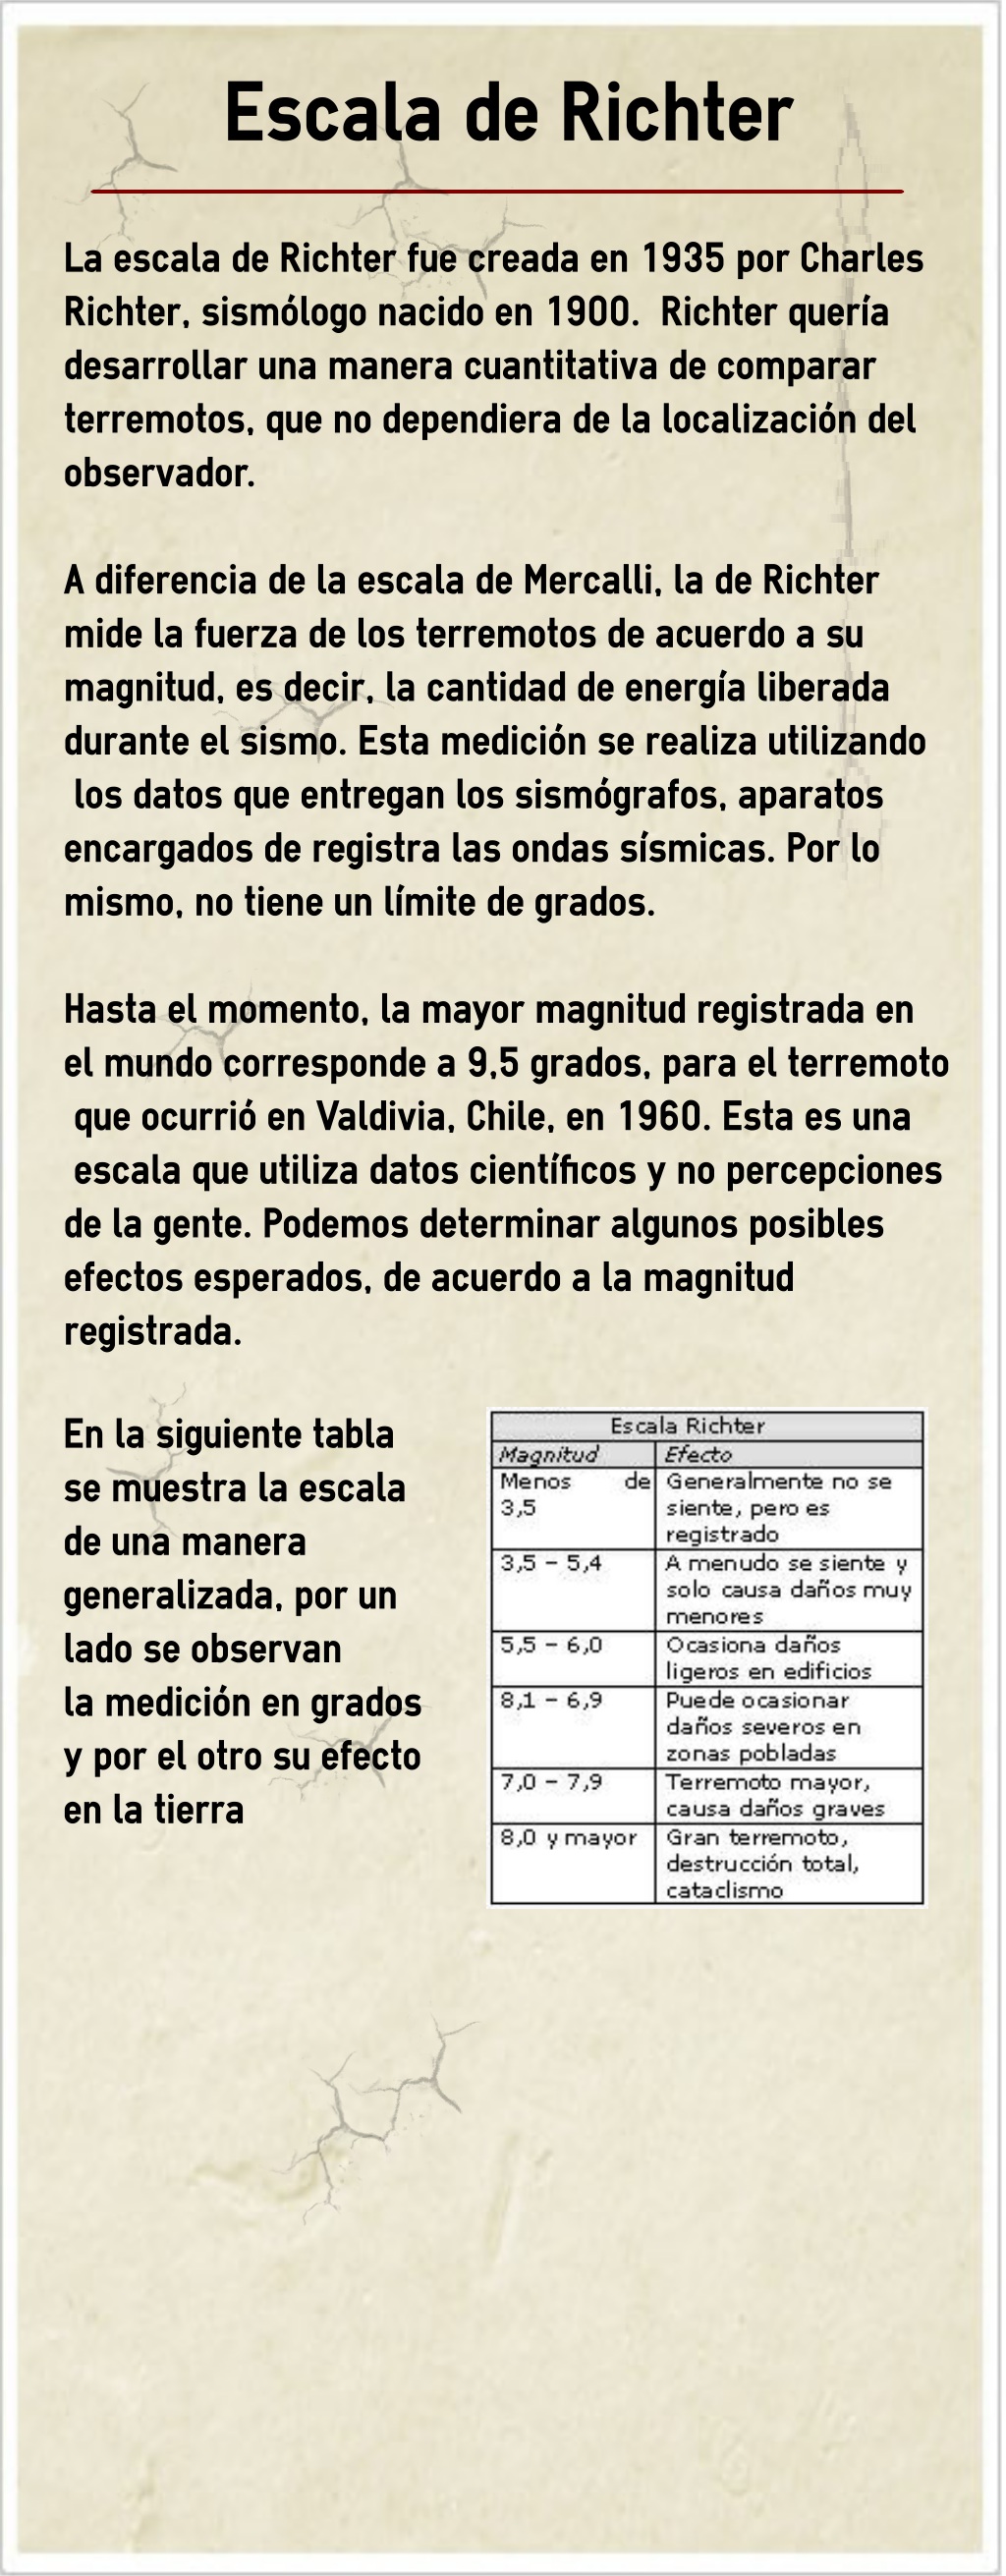 Escala de Richter
La escala de Richter fue creada en 1935 por Charles
Richter, sismólogo nacido en 1900.  Richter quería
desarrollar una manera cuantitativa de comparar
terremotos, que no dependiera de la localización del
observador.
A diferencia de la escala de Mercalli, la de Richter
mide la fuerza de los terremotos de acuerdo a su
magnitud, es decir, la cantidad de energía liberada
durante el sismo. Esta medición se realiza utilizando
los datos que entregan los sismógrafos, aparatos
encargados de registra las ondas sísmicas. Por lo
mismo, no tiene un límite de grados.
Hasta el momento, la mayor magnitud registrada en
el mundo corresponde a 9,5 grados, para el terremoto
que ocurrió en Valdivia, Chile, en 1960. Esta es una
escala que utiliza datos científicos y no percepciones
de la gente. Podemos determinar algunos posibles
efectos esperados, de acuerdo a la magnitud
registrada.
En la siguiente tabla
se muestra la escala
de una manera
generalizada, por un
lado se observan
la medición en grados
y por el otro su efecto
en la tierra
Escala Richter
Magnitud Efecto
Menos de Generalmente no se
3,5 siente, pero es
registrado
3,5 – 5,4 A menudo se siente y
solo causa daños muy
menores
5,5 – 6,0 Ocasiona daños
ligeros en edificios
8,1 – 6,9 Puede ocasionar
daños severos en
zonas pobladas
7,0 – 7,9 Terremoto mayor,
causa daños graves
8,0 y mayor Gran terremoto,
destrucción total,
cataclismo